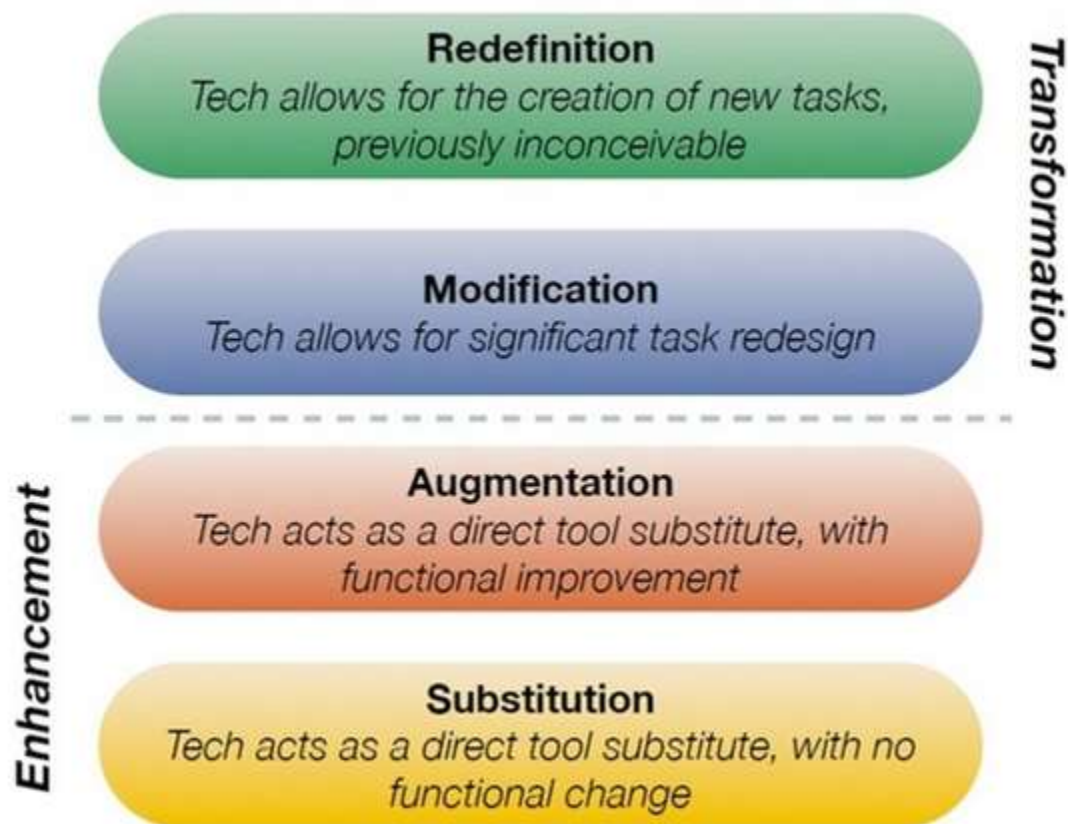 Redefinition
Tech allows for the creation of new tasks,
previously inconceivable
Transformation
Modification
Tech allows for significant task redesign
Augmentation
Tech acts as a direct tool substitute, with
functional improvement
Enhancement
Substitution
Tech acts as a direct tool substitute, with no
functional change